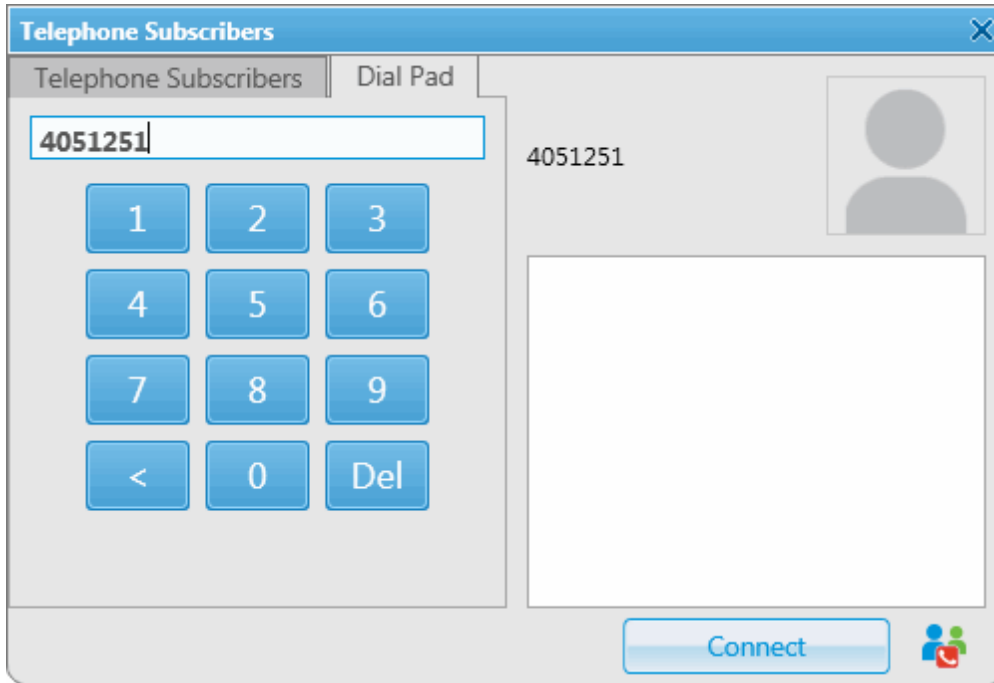 Telephone Subscribers
Telephone Subscribers
Dial Pad
4051251
4051251
1 2 3
4 5 6
7 8 9
< 0 Del
Connect